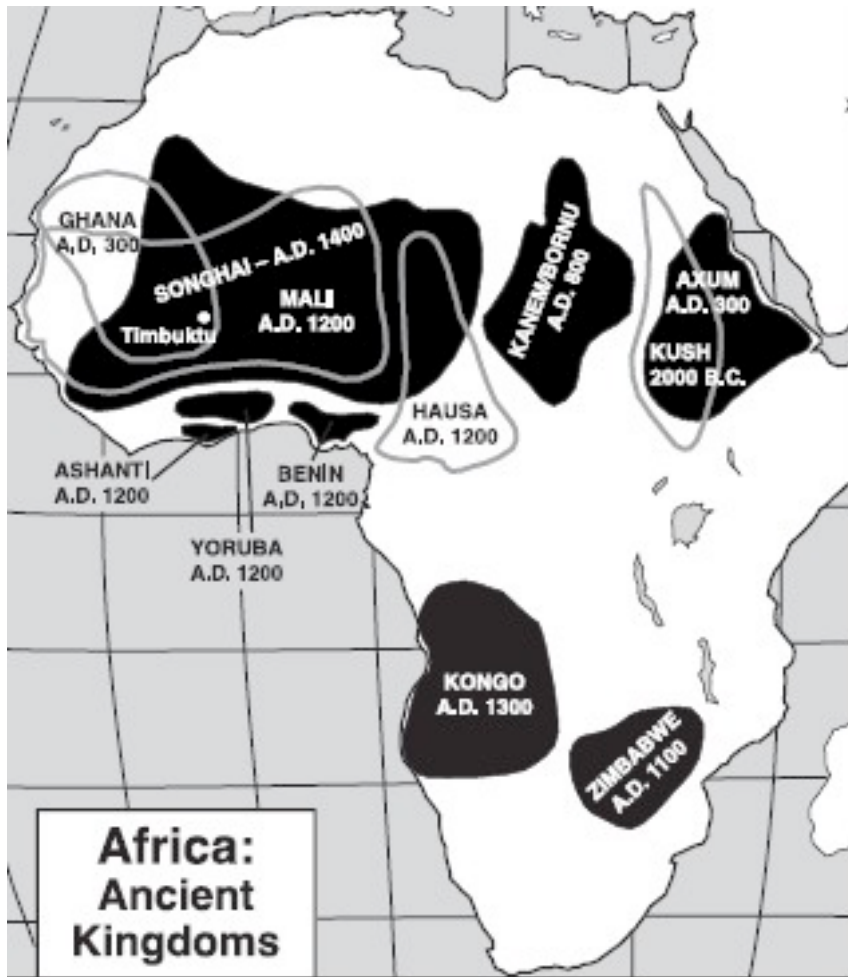 GHANA
A.D. 300
SONGHAI – A.D. 1400
MALI
A.D. 1200
Timbuktu
KANEM/BORNU
A.D. 800
AXUM
A.D. 300
KUSH
2000 B.C.
HAUSA
A.D. 1200
ASHANTI
A.D. 1200
BENIN
A.D. 1200
YORUBA
A.D. 1200
KONGO
A.D. 1300
ZIMBABWE
A.D. 1100
Africa:
Ancient
Kingdoms